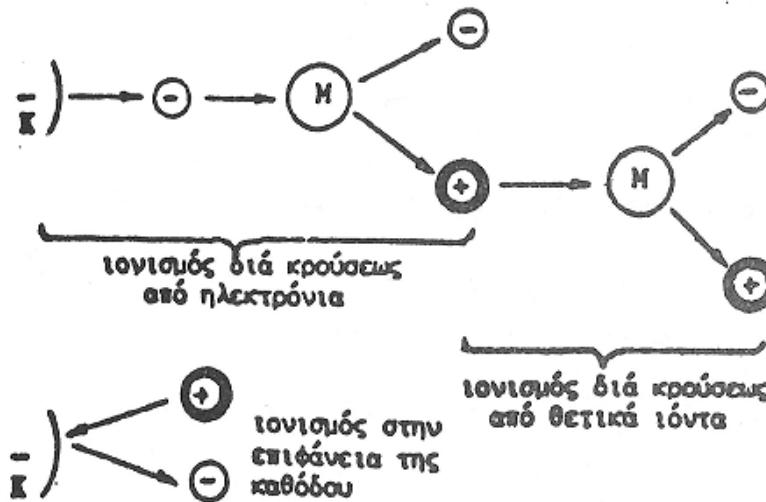 M
M
K
ιονισμός διά κρούσεως
από ηλεκτρόνια
ιονισμός διά κρούσεως
από θετικά ιόντα
ιονισμός στην
επιφάνεια της
καθόδου
K